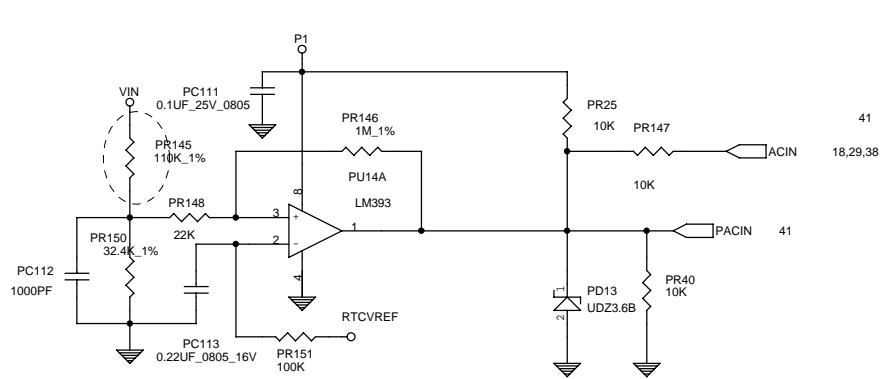 P1
VIN
PC111
0.1UF_25V_0805
PR146
1M_1%
PR25
10K
PR147
41
PR145
110K_1%
ACIN
18,29,38
PU14A
LM393
10K
8
PR148
3
+
22K
1
PACIN
41
PR150
32.4K_1%
2
−
PC112
1000PF
4
1
PD13
UDZ3.6B
2
PR40
10K
RTCVREF
PC113
0.22UF_0805_16V
PR151
100K